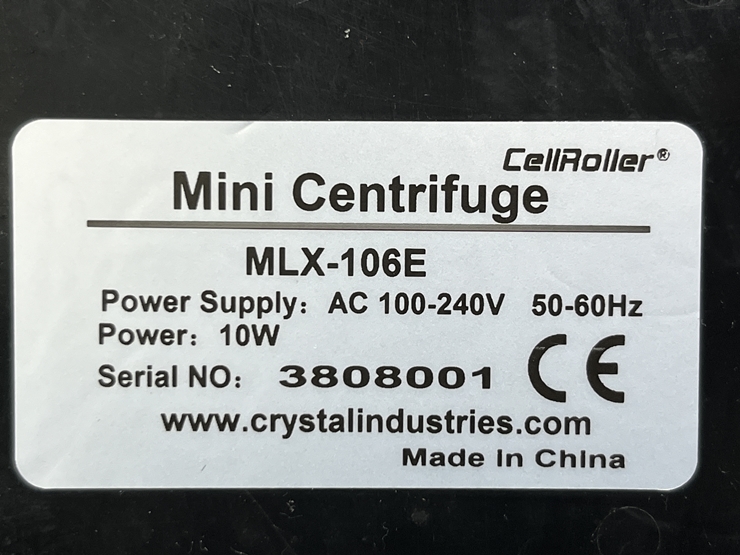 CellRoller®
Mini Centrifuge
MLX-106E
Power Supply: AC 100-240V 50-60Hz
Power: 10W
Serial NO: 3808001 CE
www.crystalindustries.com
Made In China